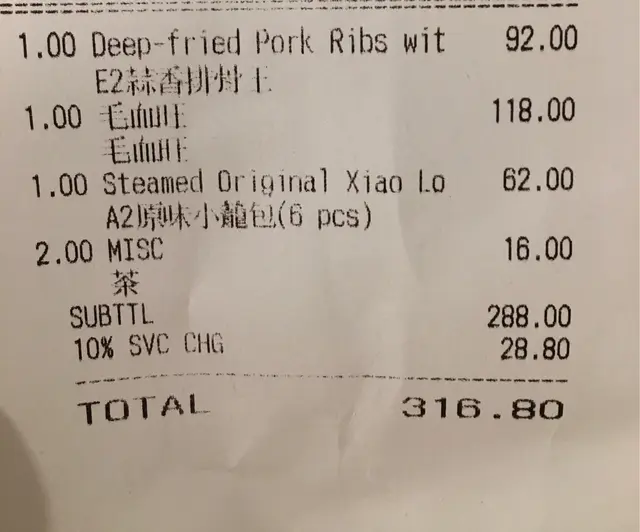 1.00 Deep-fried Pork Ribs wit 92.00
E2蒜香排骨王
1.00 毛血旺 118.00
毛血旺
1.00 Steamed Original Xiao Lo 62.00
A2原味小龍包(6 pcs)
2.00 MISC 16.00
茶
SUBTTL 288.00
10% SVC CHG 28.80
TOTAL 316.80